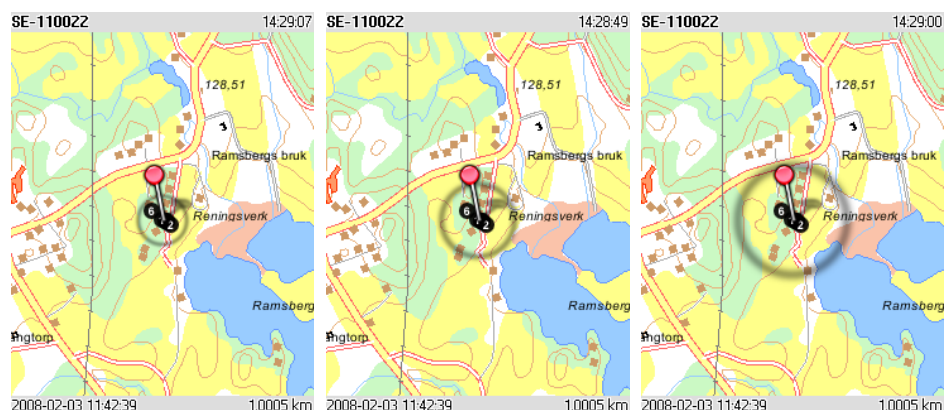 SE-110022 14:29:07
128,51
Ramsbergs bruk
6
2
Reningsverk
Ramsberg
ngtorp
2008-02-03 11:42:39 1.0005 km
SE-110022 14:28:49
128,51
Ramsbergs bruk
6
2
Reningsverk
Ramsberg
ngtorp
2008-02-03 11:42:39 1.0005 km
SE-110022 14:29:00
128,51
Ramsbergs bruk
6
2
Reningsverk
Ramsberg
ngtorp
2008-02-03 11:42:39 1.0005 km